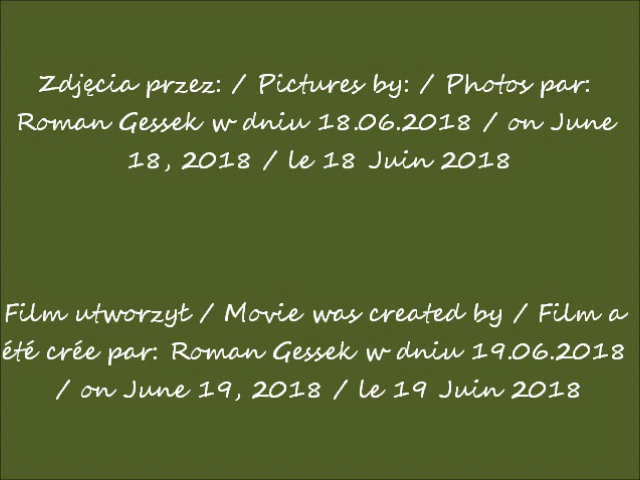 Zdjęcia przez: / Pictures by: / Photos par:
Roman Gessek w dniu 18.06.2018 / on June
18, 2018 / le 18 Juin 2018
Film utworzył / Movie was created by / Film a
été crée par: Roman Gessek w dniu 19.06.2018
/ on June 19, 2018 / le 19 Juin 2018